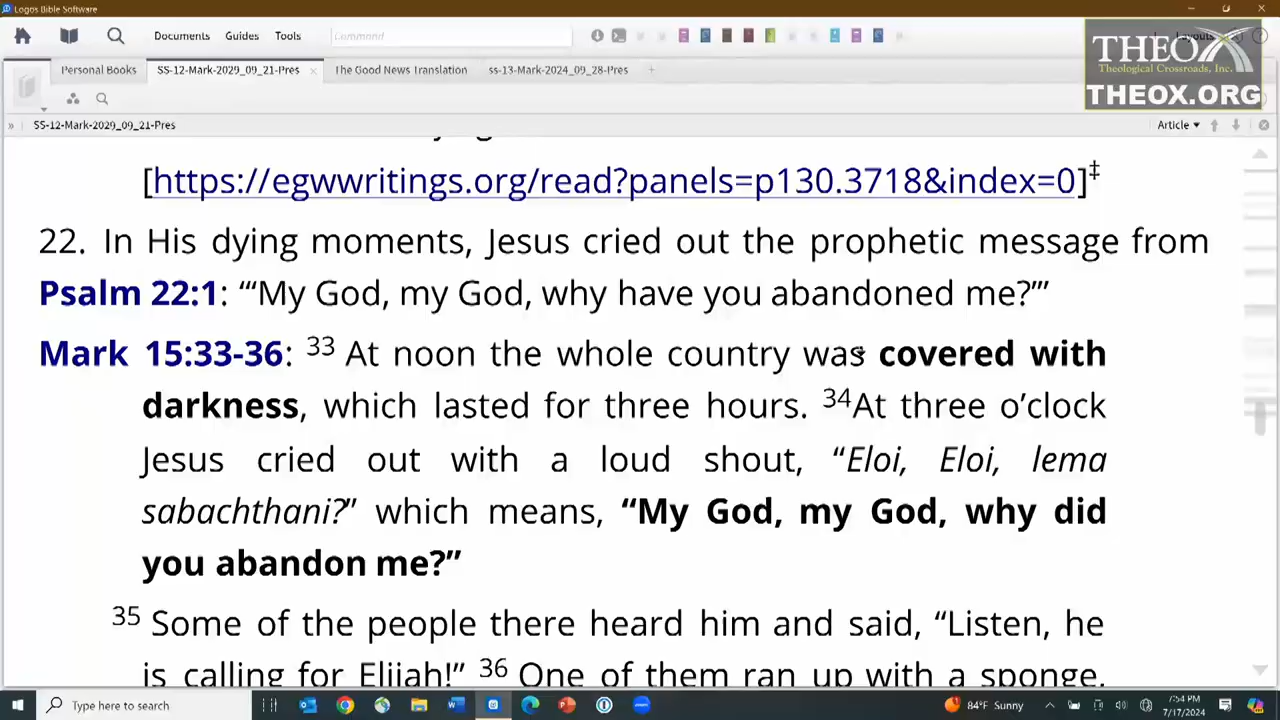 Logos Bible Software
Documents Guides Tools Command
THEOX
Theological Crossroads, Inc.
THEOX.ORG
Personal Books SS-12-Mark-2029_09_21-Pres The Good News Translation ss-13-Mark-2024_09_28-Pres
SS-12-Mark-2029_09_21-Pres Article
[https://egwwritings.org/read?panels=p130.3718&index=0]‡
22. In His dying moments, Jesus cried out the prophetic message from
Psalm 22:1: “‘“My God, my God, why have you abandoned me?’”
Mark 15:33-36: 33 At noon the whole country was covered with
darkness, which lasted for three hours. 34At three o’clock
Jesus cried out with a loud shout, “Eloi, Eloi, lema
sabachthani?” which means, “My God, my God, why did
you abandon me?”
35 Some of the people there heard him and said, “Listen, he
is calling for Elijah!” 36 One of them ran up with a sponge,
Type here to search 84°F Sunny 7:54 PM
7/17/2024